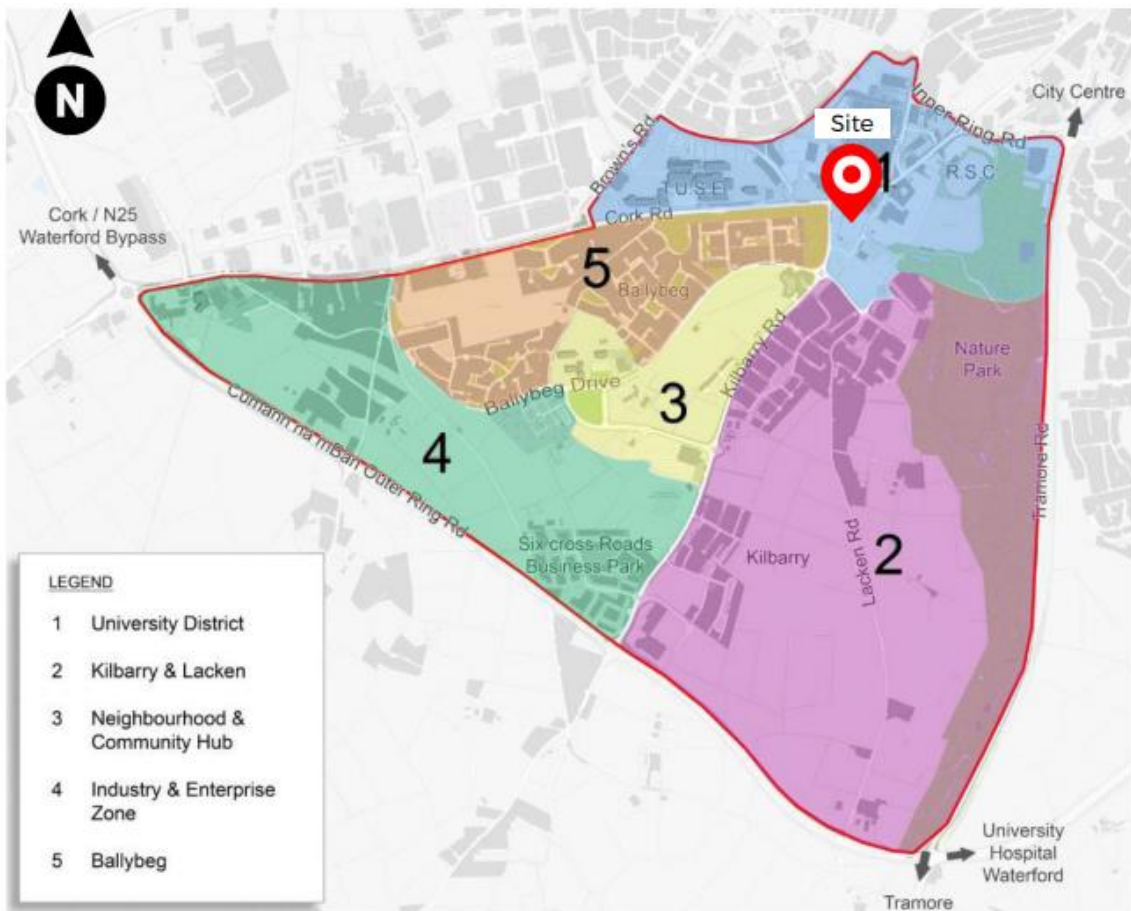 N
City Centre
Inner Ring Rd
Site
1
Brown's Rd
R.S.C
T.U.S.E
Cork Rd
Cork / N25
Waterford Bypass
5
Ballybeg
Nature
Park
Kilbarry Rd
Ballybeg Drive
3
4
Cumann na mBan Outer Ring Rd
Tramore Rd
Six cross Roads
Business Park
Kilbarry
Lacken Rd
2
LEGEND
1 University District
2 Kilbarry & Lacken
3 Neighbourhood &
Community Hub
4 Industry & Enterprise
Zone
5 Ballybeg
University
Hospital
Waterford
Tramore